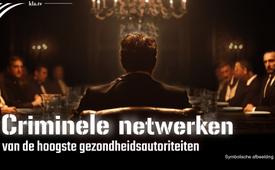 kla.tv
Criminele netwerken
van de hoogste gezondheidsautoriteiten
Symbolische afbeelding